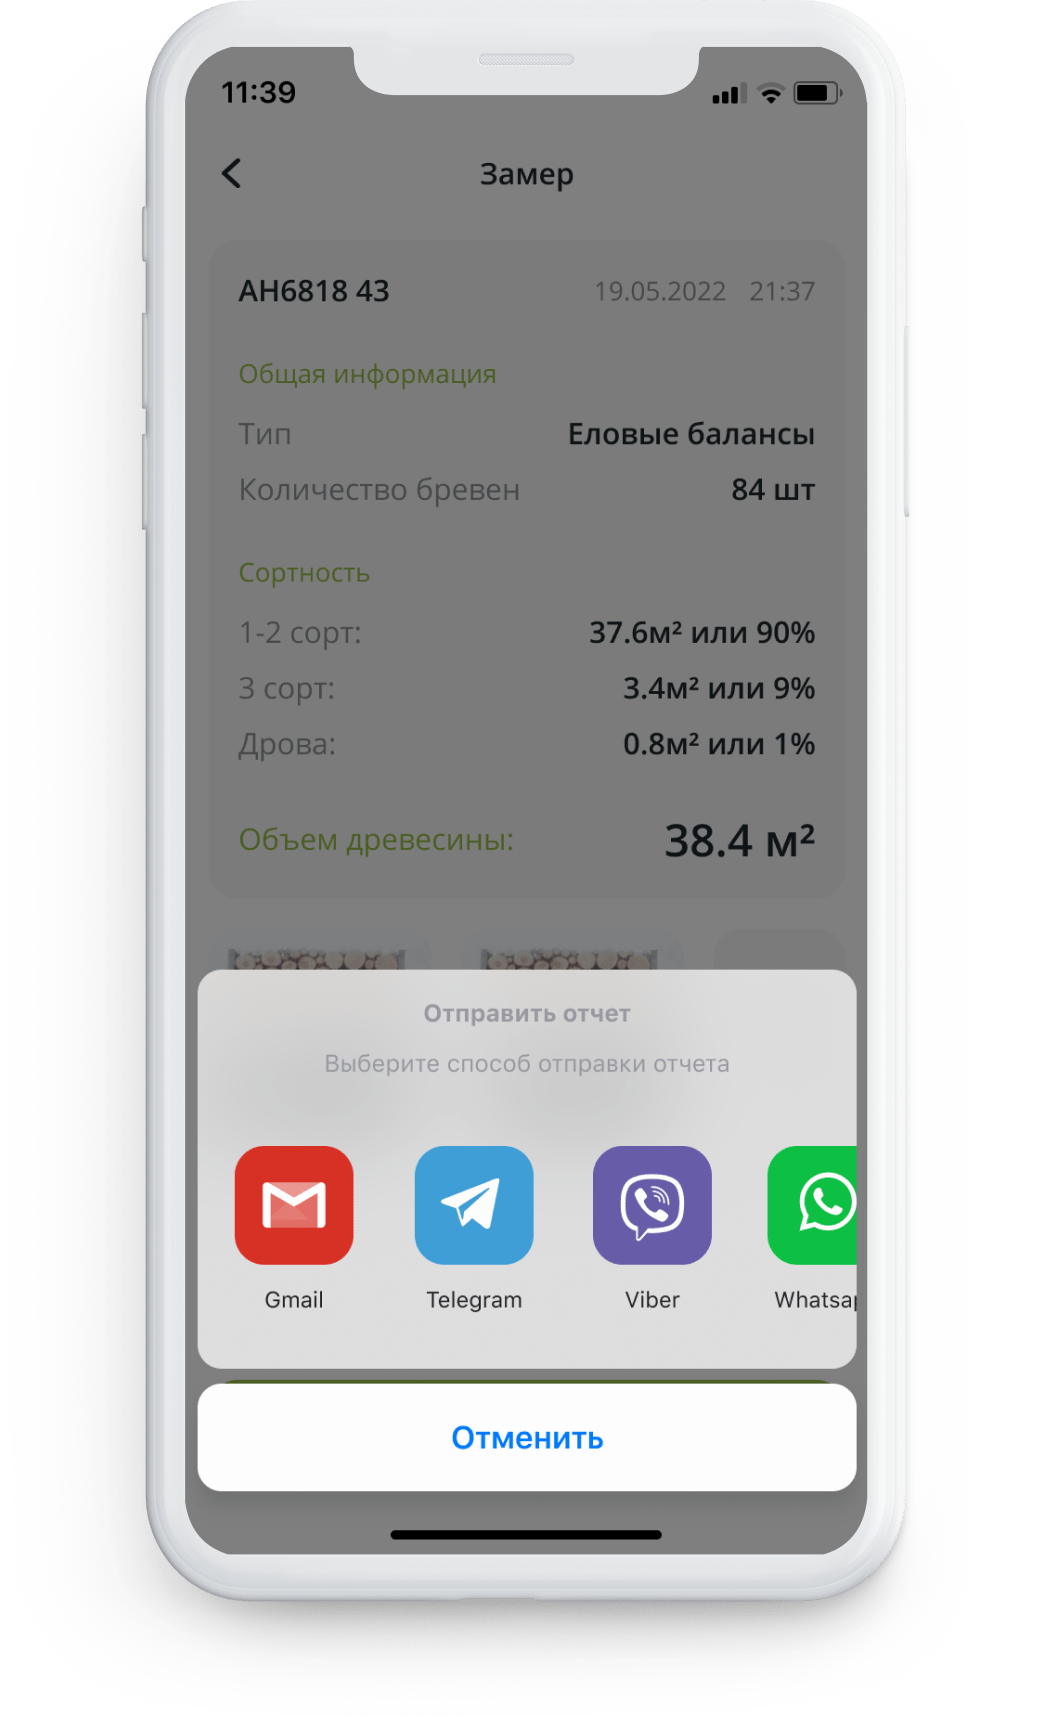 11:39
Замер
АН6818 43 19.05.2022 21:37
Общая информация
Тип Еловые балансы
Количество бревен 84 шт
Сортность
1-2 сорт: 37.6м² или 90%
3 сорт: 3.4м² или 9%
Дрова: 0.8м² или 1%
Объем древесины: 38.4 м²
Отправить отчет
Выберите способ отправки отчета
Gmail Telegram Viber Whatsap
Отменить